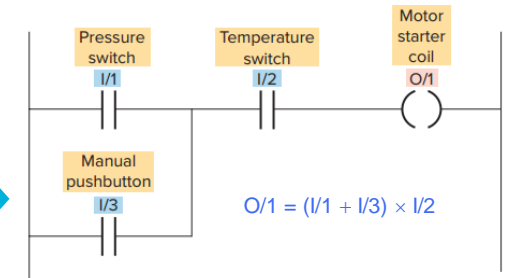 Pressure
switch
I/1
Temperature
switch
I/2
Motor
starter
coil
O/1
Manual
pushbutton
I/3
O/1 = (I/1 + I/3) × I/2